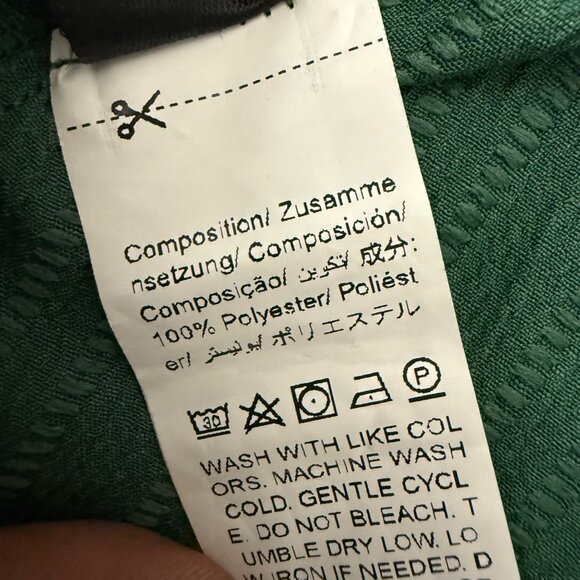 Composition/ Zusamme
nsetzung/ Composición/
Composição/ تكوين/ 成分:
100% Polyester/ Poliést
er/ بوليستر/ ポリエステル
30 P
WASH WITH LIKE COL
ORS. MACHINE WASH
COLD. GENTLE CYCL
E. DO NOT BLEACH. T
UMBLE DRY LOW. LO
W IRON IF NEEDED. D